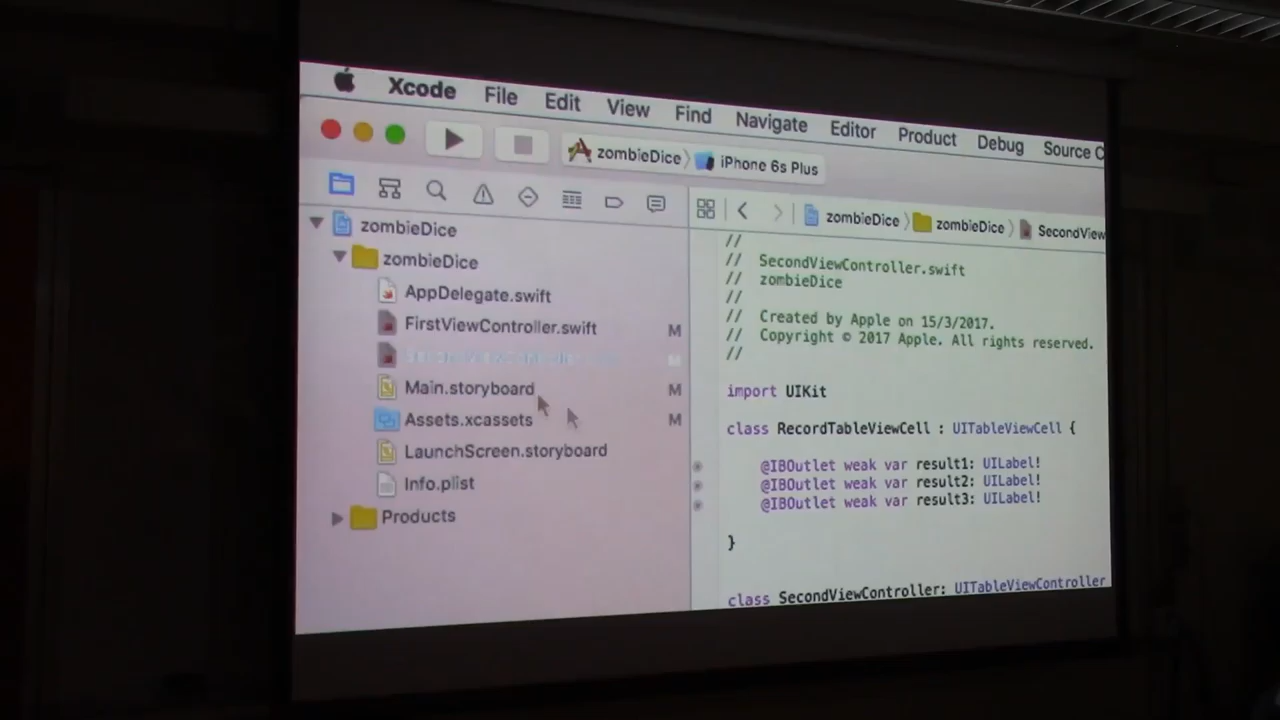 Xcode File Edit View Find Navigate Editor Product Debug Source C
zombieDice iPhone 6s Plus
zombieDice zombieDice SecondView
zombieDice
zombieDice
AppDelegate.swift
FirstViewController.swift M
M
Main.storyboard M
Assets.xcassets M
LaunchScreen.storyboard
Info.plist
Products
//
// SecondViewController.swift
// zombieDice
//
// Created by Apple on 15/3/2017.
// Copyright © 2017 Apple. All rights reserved.
//
import UIKit
class RecordTableViewCell : UITableViewCell {
@IBOutlet weak var result1: UILabel!
@IBOutlet weak var result2: UILabel!
@IBOutlet weak var result3: UILabel!
}
class SecondViewController: UITableViewController